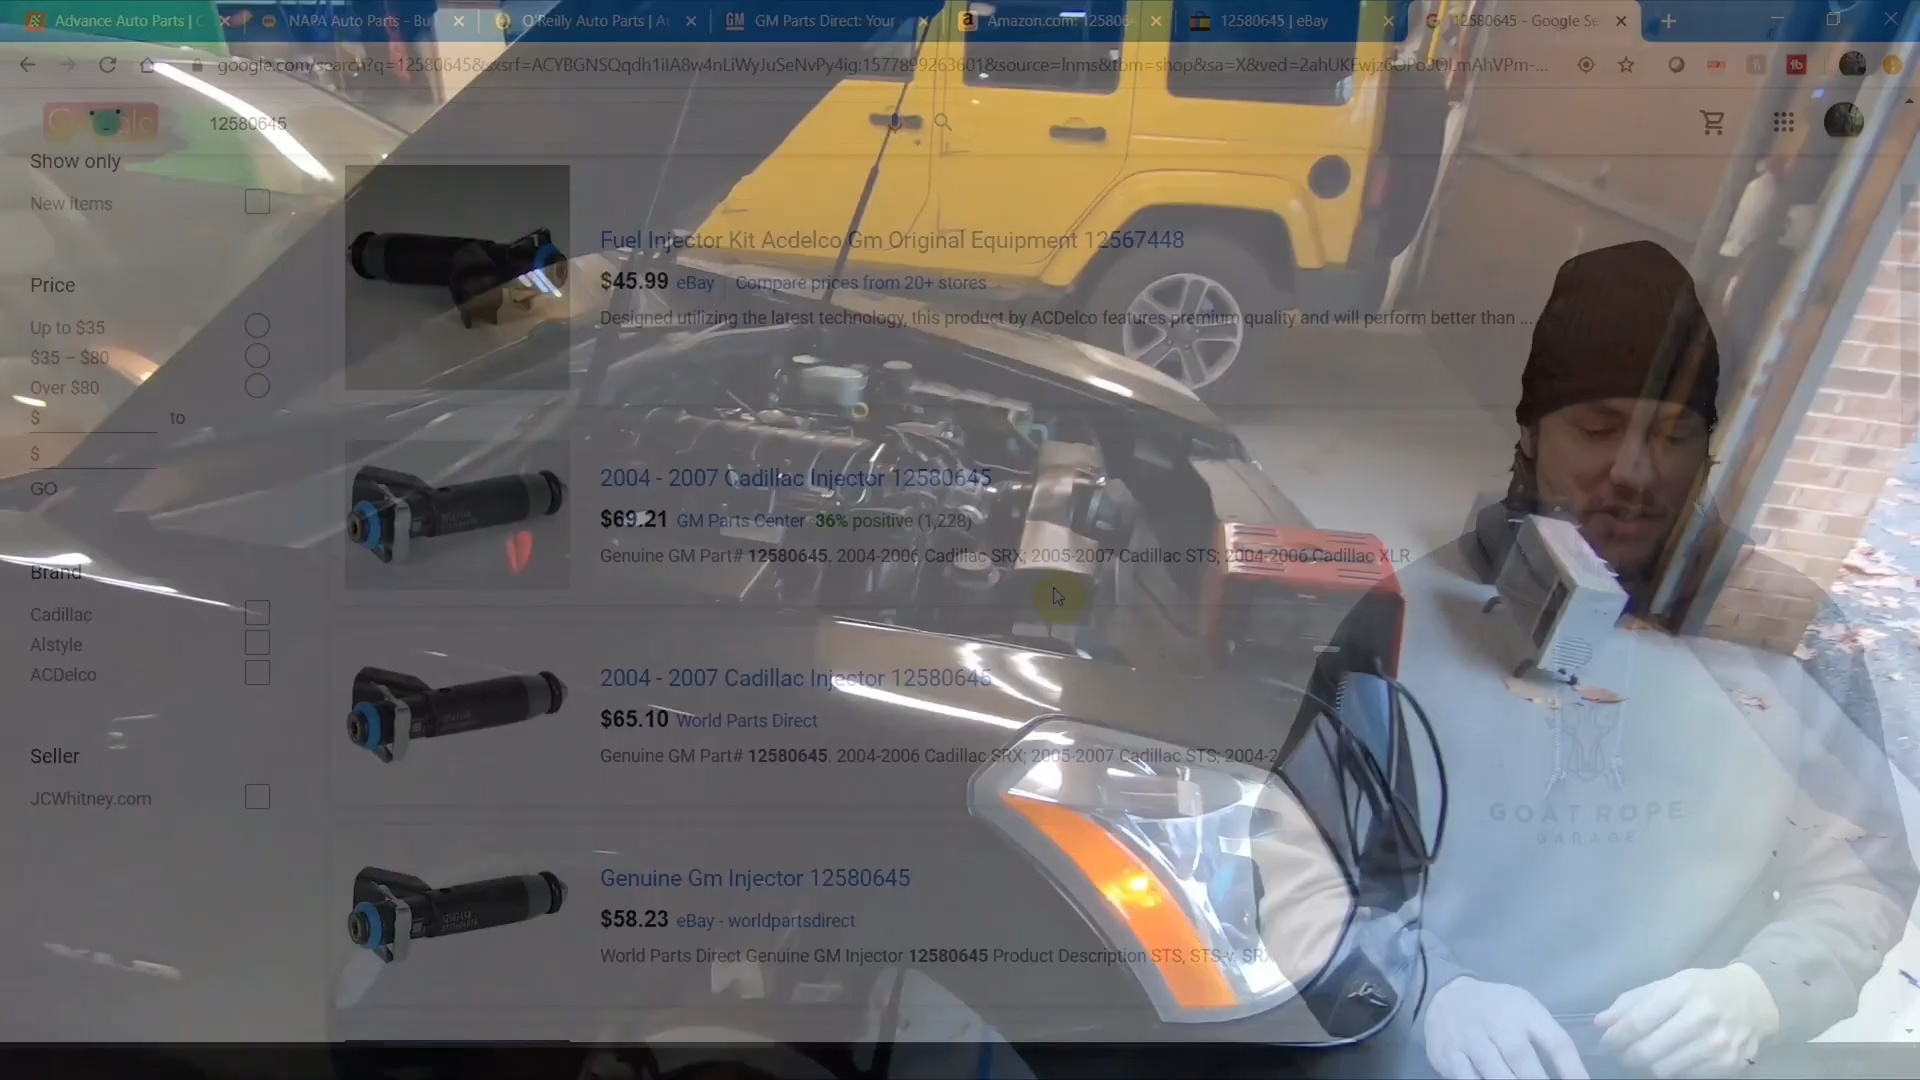 Advance Auto Parts | C
NAPA Auto Parts - Bu
O'Reilly Auto Parts | Au
GM
GM Parts Direct: Your
Amazon.com: 125806
12580645 | eBay
12580645 - Google Se
12580645
Show only
New items
Price
Up to $35
$35 – $80
Over $80
$
to
$
GO
Brand
Cadillac
Alstyle
ACDelco
Seller
JCWhitney.com
Fuel Injector Kit Acdelco Gm Original Equipment 12567448
$45.99 eBay Compare prices from 20+ stores
Designed utilizing the latest technology, this product by ACDelco features premium quality and will perform better than ...
2004 - 2007 Cadillac Injector 12580645
$69.21 GM Parts Center 36% positive (1,228)
Genuine GM Part# 12580645. 2004-2006 Cadillac SRX; 2005-2007 Cadillac STS; 2004-2006 Cadillac XLR
2004 - 2007 Cadillac Injector 12580645
$65.10 World Parts Direct
Genuine GM Part# 12580645. 2004-2006 Cadillac SRX; 2005-2007 Cadillac STS; 2004-2
Genuine Gm Injector 12580645
$58.23 eBay - worldpartsdirect
World Parts Direct Genuine GM Injector 12580645 Product Description STS, STS-v. SRX
GOAT ROPE
GARAGE